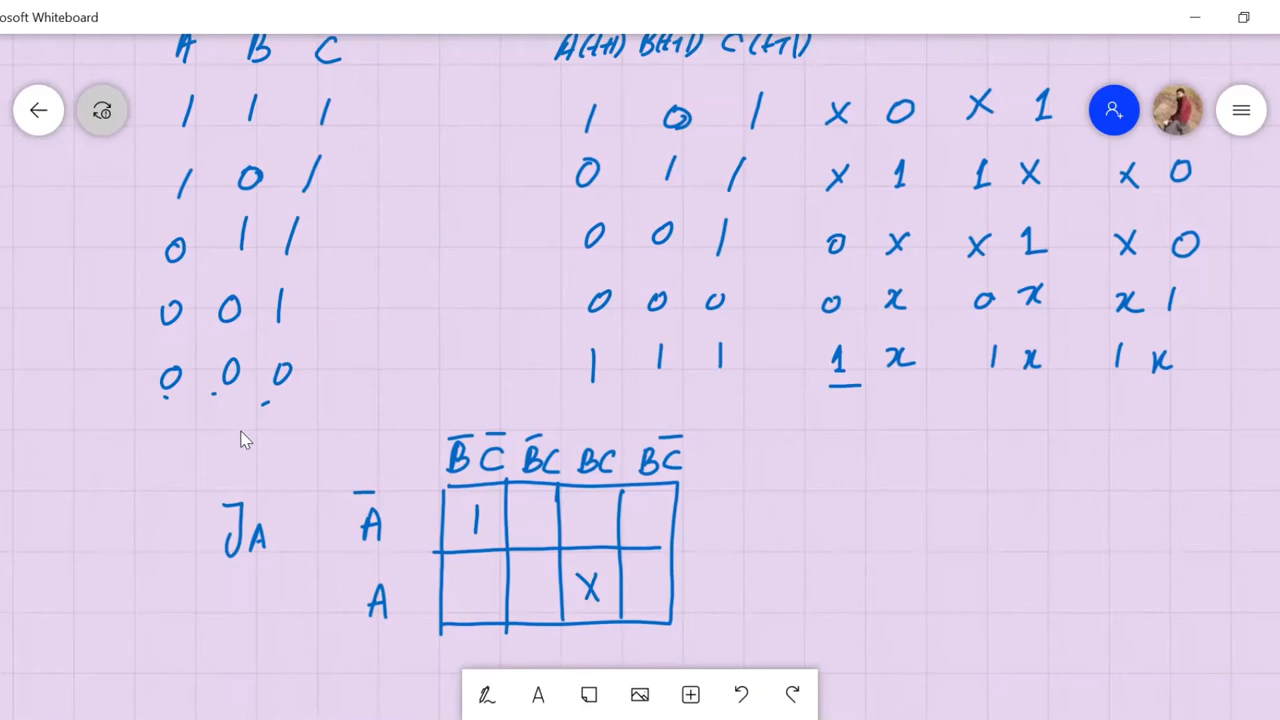 osoft Whiteboard
A B C A(t+1) B(t+1) C(t+1)
1 1 1 1 0 1 x 0 x 1
1 0 1 0 1 1 x 1 1 x x 0
0 1 1 0 0 1 0 x x 1 x 0
0 0 1 0 0 0 0 x 0 x x 1
0 0 0 1 1 1 1 x 1 x 1 x
B̅ C̅ B̅C BC BC̅
J_A A̅ 1
A X
A